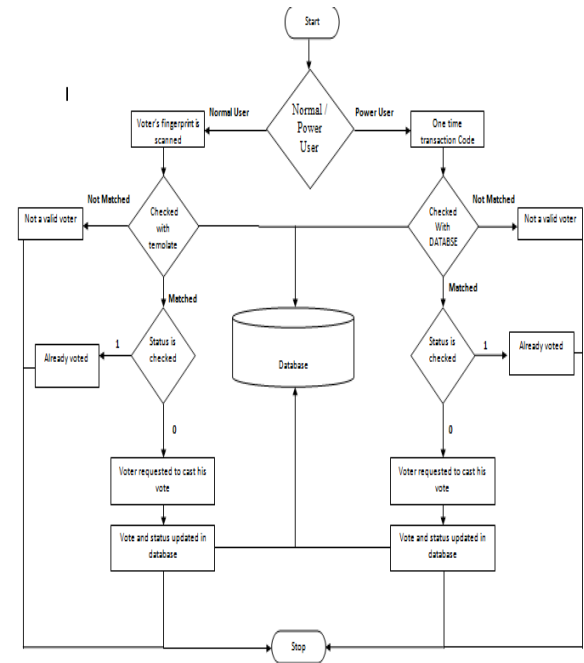 Start
Normal /
Power
User
Normal User
Power User
Voter's fingerprint is
scanned
One time
transaction Code
Not Matched
Checked
with
template
Not a valid voter
Checked
With
DATABSE
Not Matched
Not a valid voter
Matched
Matched
Status is
checked
1
Already voted
Database
Status is
checked
1
Already voted
0
0
Voter requested to cast his
vote
Voter requested to cast his
vote
Vote and status updated in
database
Vote and status updated in
database
Stop